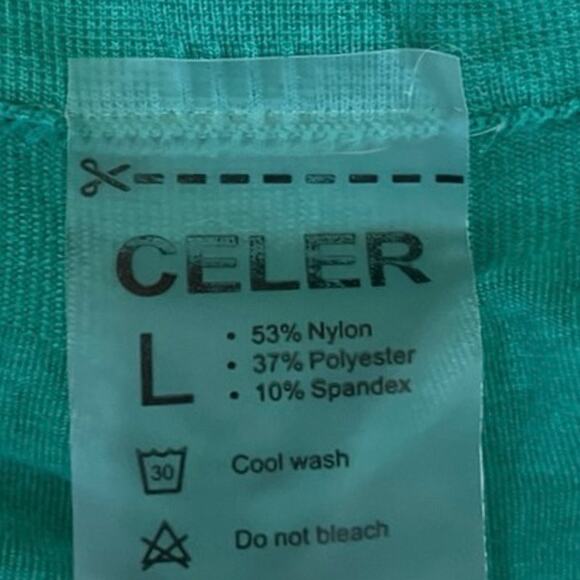 CELER
L
• 53% Nylon
• 37% Polyester
• 10% Spandex
30
Cool wash
Do not bleach